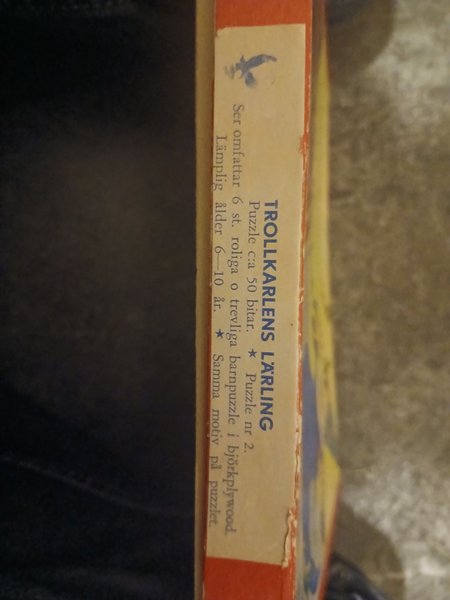 TROLLKARLENS LÄRLING
Puzzle c:a 50 bitar. ★ Puzzle nr 2.
Ser omfattar 6 st. roliga o trevliga barnpuzzle i björkplywood.
Lämplig ålder 6—10 år. ★ Samma motiv på puzzlet.